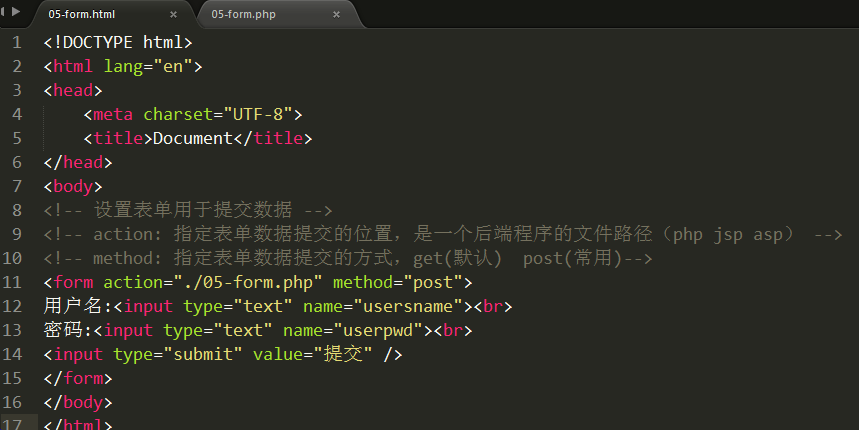 05-form.html × 05-form.php ×
1 <!DOCTYPE html>
2 <html lang="en">
3 <head>
4 <meta charset="UTF-8">
5 <title>Document</title>
6 </head>
7 <body>
8 <!-- 设置表单用于提交数据 -->
9 <!-- action: 指定表单数据提交的位置，是一个后端程序的文件路径（php jsp asp） -->
10 <!-- method: 指定表单数据提交的方式，get(默认)  post(常用)-->
11 <form action="./05-form.php" method="post">
12 用户名:<input type="text" name="usersname"><br>
13 密码:<input type="text" name="userpwd"><br>
14 <input type="submit" value="提交" />
15 </form>
16 </body>
17 </html>